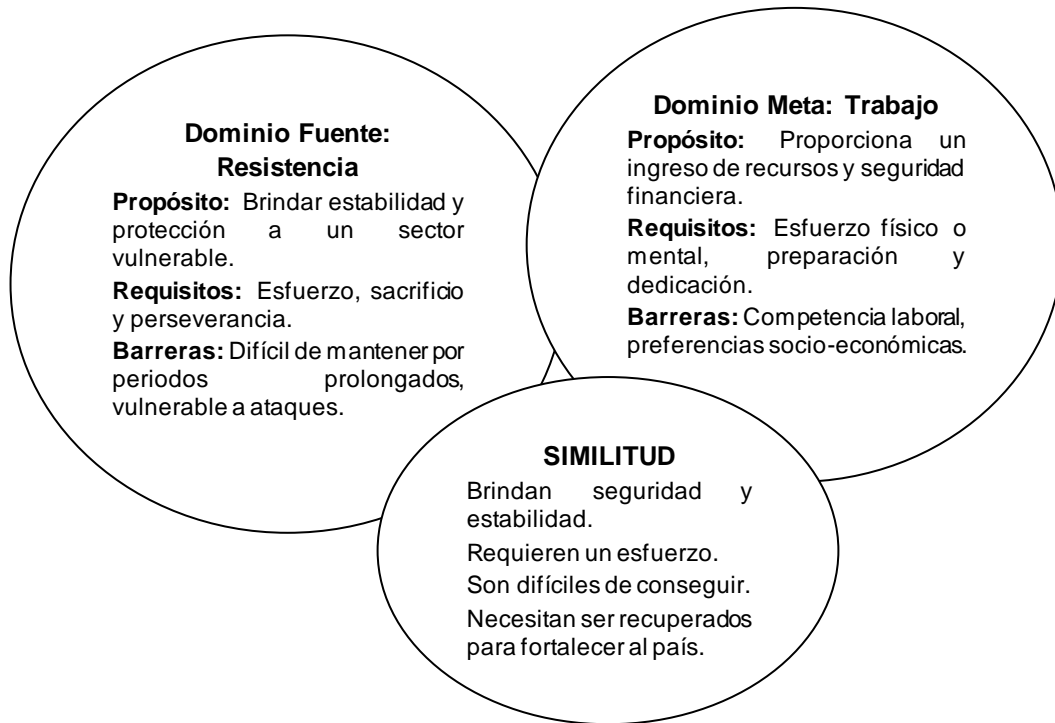 Dominio Fuente:
Resistencia
Propósito: Brindar estabilidad y
protección a un sector
vulnerable.
Requisitos: Esfuerzo, sacrificio
y perseverancia.
Barreras: Difícil de mantener por
periodos prolongados,
vulnerable a ataques.
Dominio Meta: Trabajo
Propósito: Proporciona un
ingreso de recursos y seguridad
financiera.
Requisitos: Esfuerzo físico o
mental, preparación y
dedicación.
Barreras: Competencia laboral,
preferencias socio-económicas.
SIMILITUD
Brindan seguridad y
estabilidad.
Requieren un esfuerzo.
Son difíciles de conseguir.
Necesitan ser recuperados
para fortalecer al país.